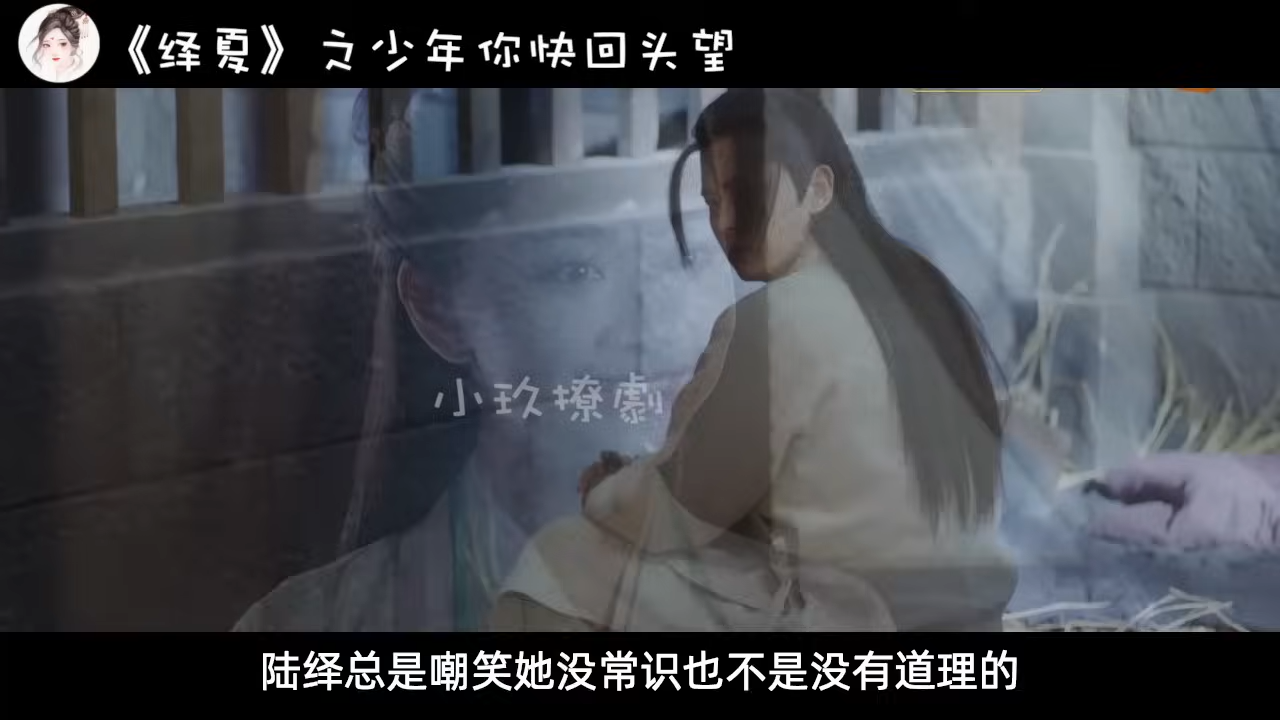 《绎夏》之少年你快回头望
小玖撩劇
陆绎总是嘲笑她没常识也不是没有道理的